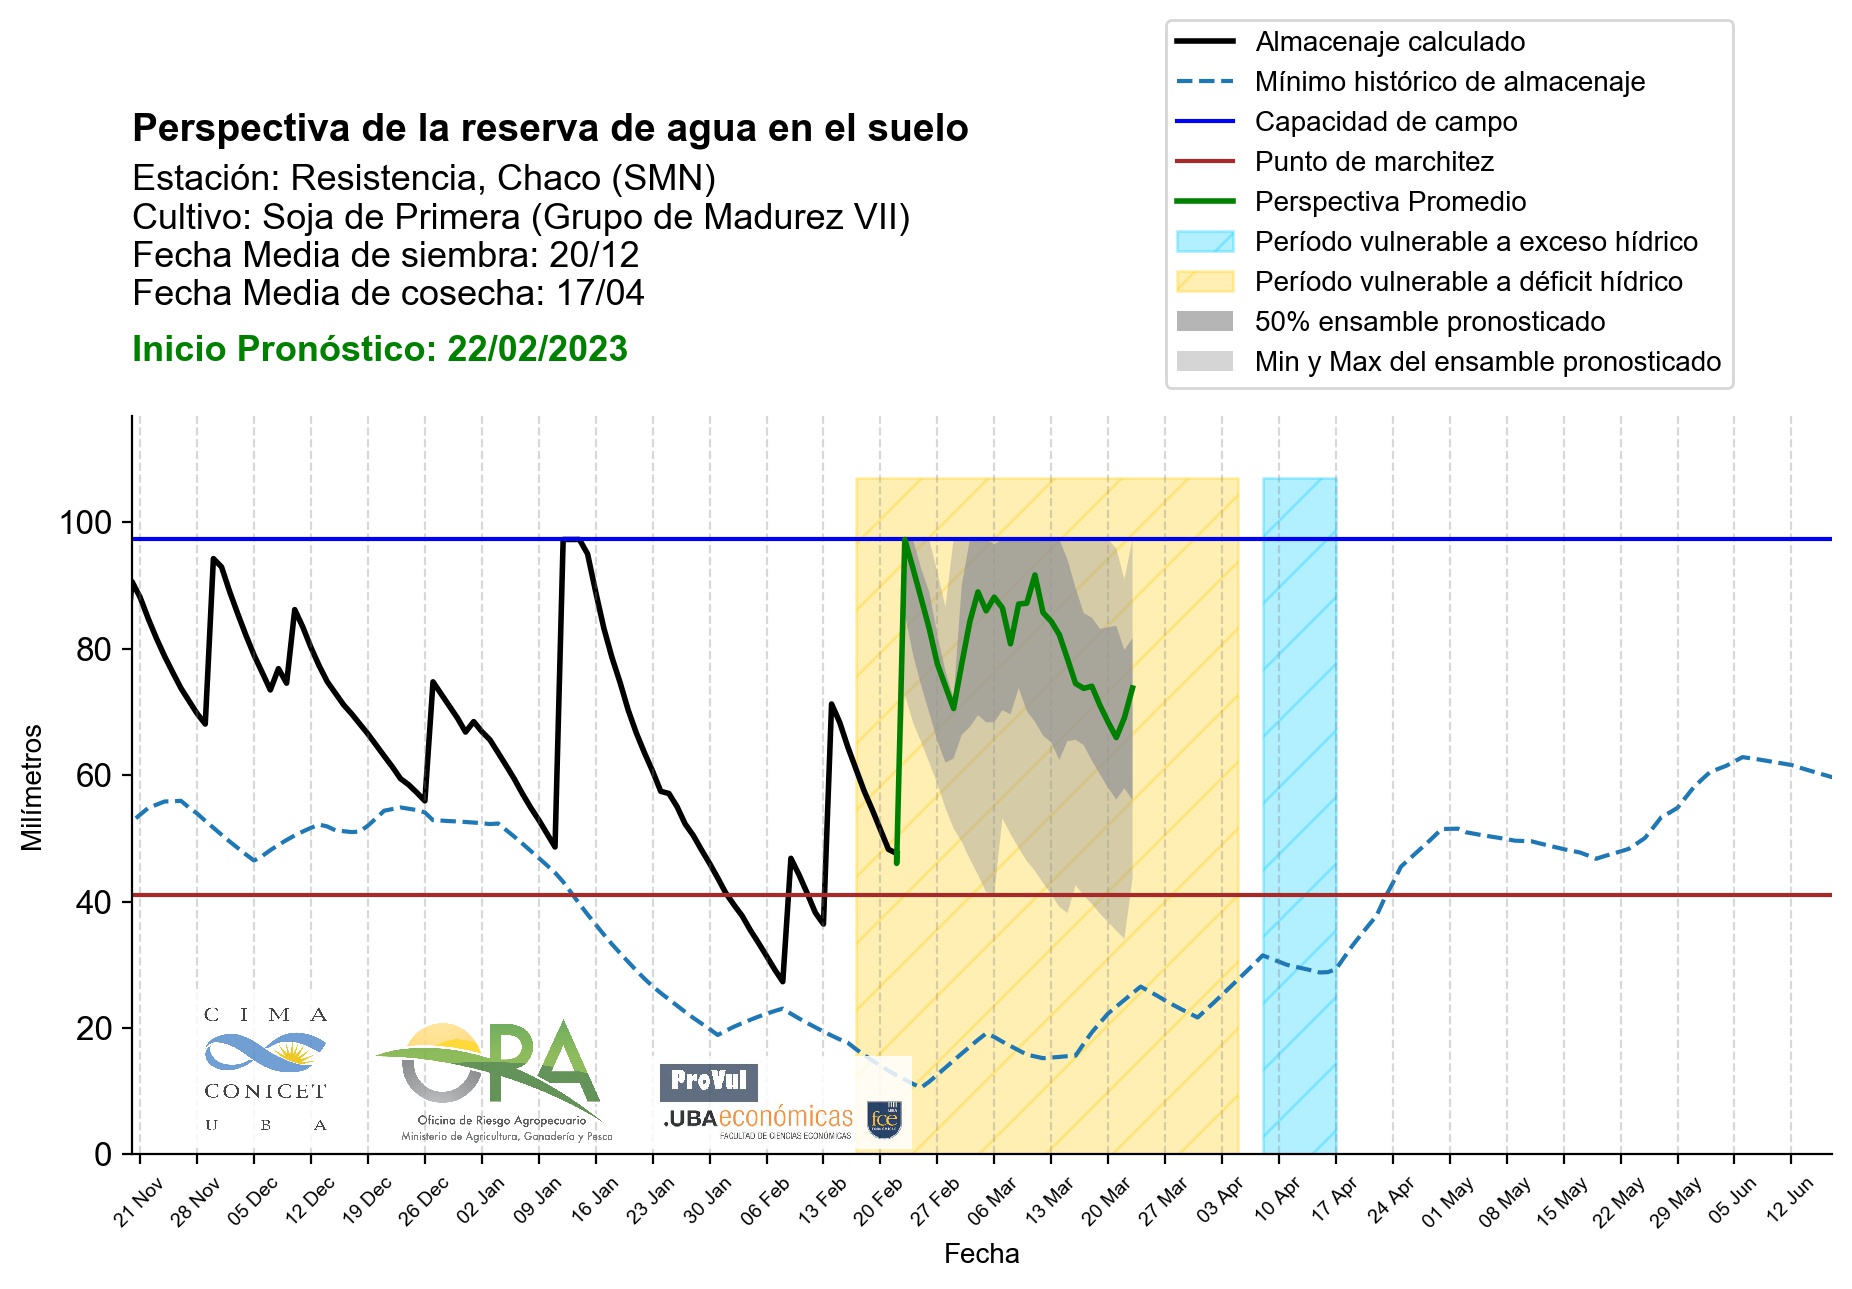 Almacenaje calculado
Mínimo histórico de almacenaje
Capacidad de campo
Punto de marchitez
Perspectiva Promedio
Período vulnerable a exceso hídrico
Período vulnerable a déficit hídrico
50% ensamble pronosticado
Min y Max del ensamble pronosticado
Perspectiva de la reserva de agua en el suelo
Estación: Resistencia, Chaco (SMN)
Cultivo: Soja de Primera (Grupo de Madurez VII)
Fecha Media de siembra: 20/12
Fecha Media de cosecha: 17/04
Inicio Pronóstico: 22/02/2023
Milímetros
100
80
60
40
20
0
CIMA
CONICET
UBA
ORA
Oficina de Riesgo Agropecuario
Ministerio de Agricultura, Ganadería y Pesca
ProVul
.UBAeconómicas
FACULTAD DE CIENCIAS ECONÓMICAS
fce
21 Nov
28 Nov
05 Dec
12 Dec
19 Dec
26 Dec
02 Jan
09 Jan
16 Jan
23 Jan
30 Jan
06 Feb
13 Feb
20 Feb
27 Feb
06 Mar
13 Mar
20 Mar
27 Mar
03 Apr
10 Apr
17 Apr
24 Apr
01 May
08 May
15 May
22 May
29 May
05 Jun
12 Jun
Fecha